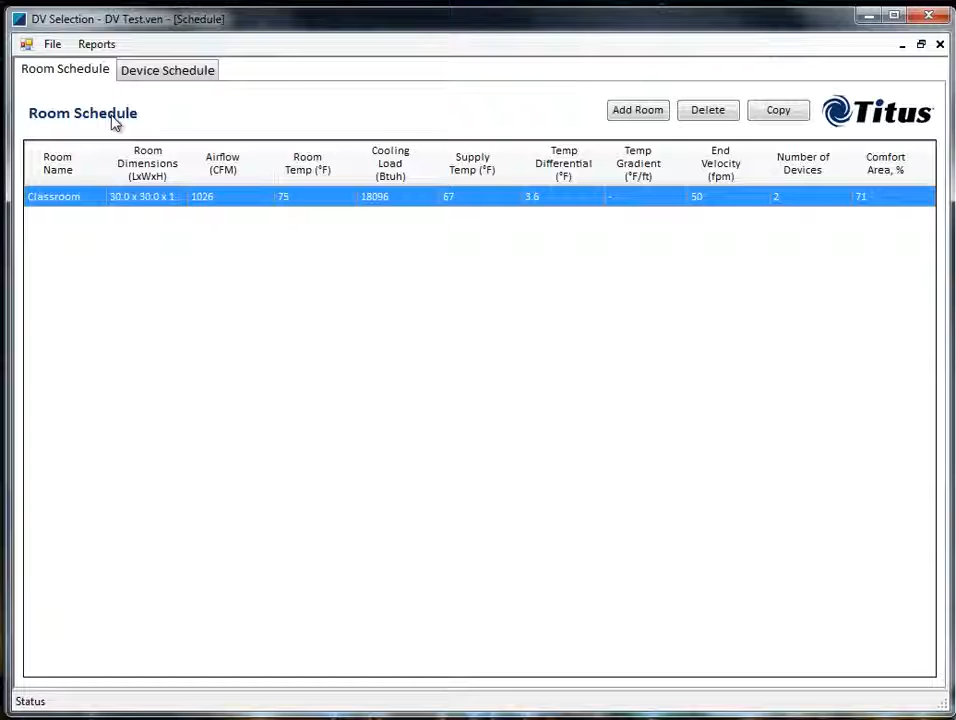 DV Selection - DV Test.ven - [Schedule]
File Reports
Room Schedule Device Schedule
Room Schedule Add Room Delete Copy Titus
Room Name Room Dimensions (LxWxH) Airflow (CFM) Room Temp (°F) Cooling Load (Btuh) Supply Temp (°F) Temp Differential (°F) Temp Gradient (°F/ft) End Velocity (fpm) Number of Devices Comfort Area, %
Classroom 30.0 x 30.0 x 1 1026 75 18096 67 3.6 - 50 2 71
Status